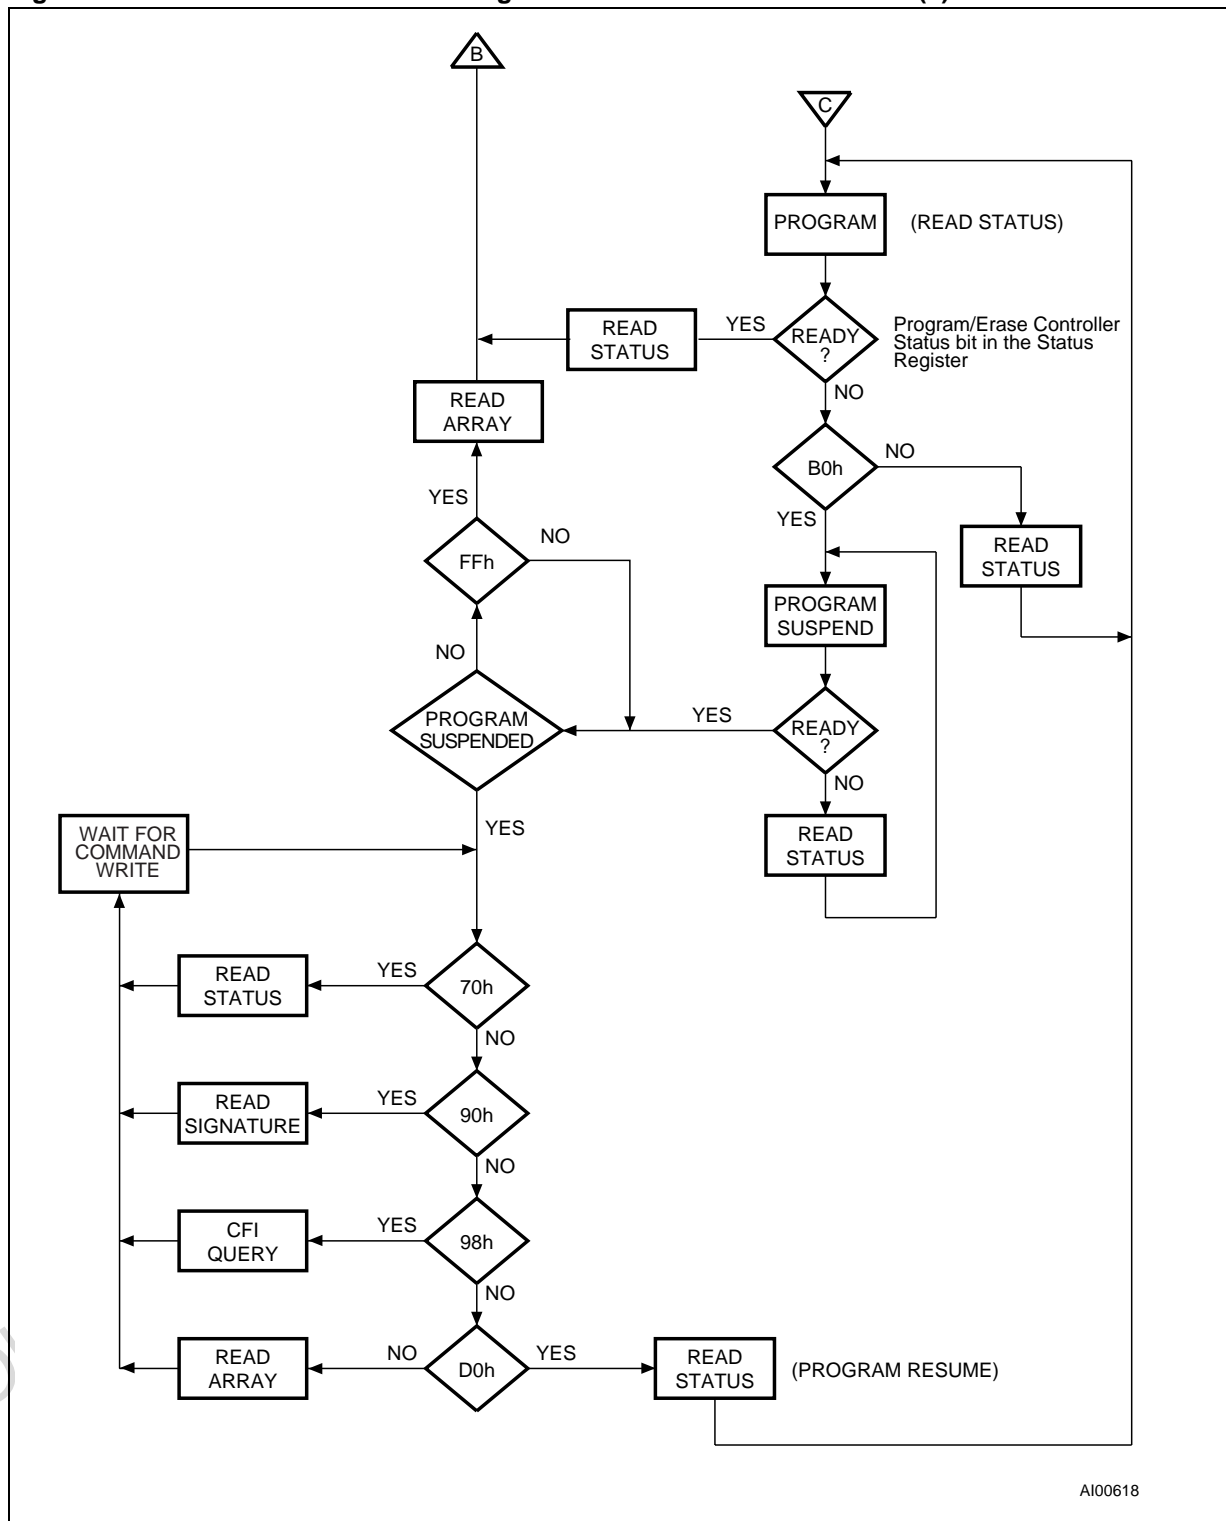 B
C
PROGRAM
(READ STATUS)
READ
STATUS
YES
READY
?
Program/Erase Controller
Status bit in the Status
Register
NO
READ
ARRAY
B0h
NO
YES
YES
FFh
NO
READ
STATUS
PROGRAM
SUSPEND
NO
PROGRAM
SUSPENDED
YES
READY
?
NO
YES
WAIT FOR
COMMAND
WRITE
READ
STATUS
READ
STATUS
YES
70h
NO
READ
SIGNATURE
YES
90h
NO
CFI
QUERY
YES
98h
NO
READ
ARRAY
NO
D0h
YES
READ
STATUS
(PROGRAM RESUME)
AI00618